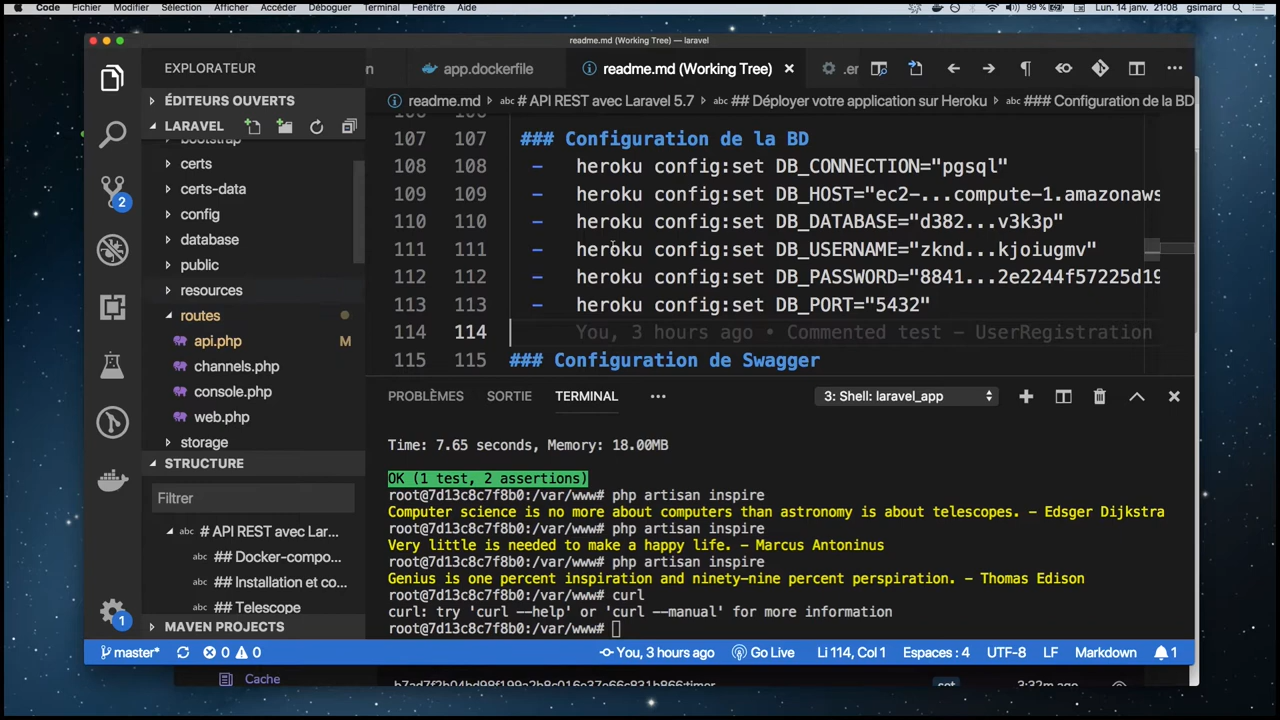 Code Fichier Modifier Sélection Afficher Accéder Déboguer Terminal Fenêtre Aide 99 % Lun. 14 janv. 21:08 gsimard
readme.md (Working Tree) — laravel
EXPLORATEUR
n app.dockerfile readme.md (Working Tree) .er
ÉDITEURS OUVERTS
readme.md # API REST avec Laravel 5.7 ## Déployer votre application sur Heroku ### Configuration de la BD
LARAVEL
bootstrap
certs
certs-data
config
database
public
resources
routes
api.php M
channels.php
console.php
web.php
storage
STRUCTURE
Filtrer
# API REST avec Lar...
## Docker-compo...
## Installation et co...
## Telescope
MAVEN PROJECTS
107 107 ### Configuration de la BD
108 108 - heroku config:set DB_CONNECTION="pgsql"
109 109 - heroku config:set DB_HOST="ec2-...compute-1.amazonaws
110 110 - heroku config:set DB_DATABASE="d382...v3k3p"
111 111 - heroku config:set DB_USERNAME="zknd...kjoiugmv"
112 112 - heroku config:set DB_PASSWORD="8841...2e2244f57225d19
113 113 - heroku config:set DB_PORT="5432"
114 114 You, 3 hours ago • Commented test – UserRegistration
115 115 ### Configuration de Swagger
PROBLÈMES SORTIE TERMINAL ••• 3: Shell: laravel_app
Time: 7.65 seconds, Memory: 18.00MB
OK (1 test, 2 assertions)
root@7d13c8c7f8b0:/var/www# php artisan inspire
Computer science is no more about computers than astronomy is about telescopes. - Edsger Dijkstra
root@7d13c8c7f8b0:/var/www# php artisan inspire
Very little is needed to make a happy life. - Marcus Antoninus
root@7d13c8c7f8b0:/var/www# php artisan inspire
Genius is one percent inspiration and ninety-nine percent perspiration. - Thomas Edison
root@7d13c8c7f8b0:/var/www# curl
curl: try 'curl --help' or 'curl --manual' for more information
root@7d13c8c7f8b0:/var/www#
2
1
master* 0 0 You, 3 hours ago Go Live Li 114, Col 1 Espaces : 4 UTF-8 LF Markdown 1
Cache
set 3:32m ago